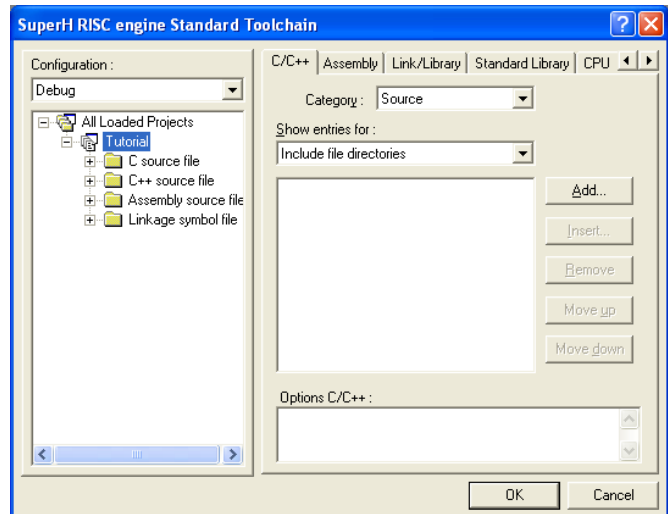 SuperH RISC engine Standard Toolchain
Configuration :
Debug
All Loaded Projects
Tutorial
C source file
C++ source file
Assembly source file
Linkage symbol file
C/C++ Assembly Link/Library Standard Library CPU
Category : Source
Show entries for :
Include file directories
Add...
Insert...
Remove
Move up
Move down
Options C/C++ :
OK Cancel